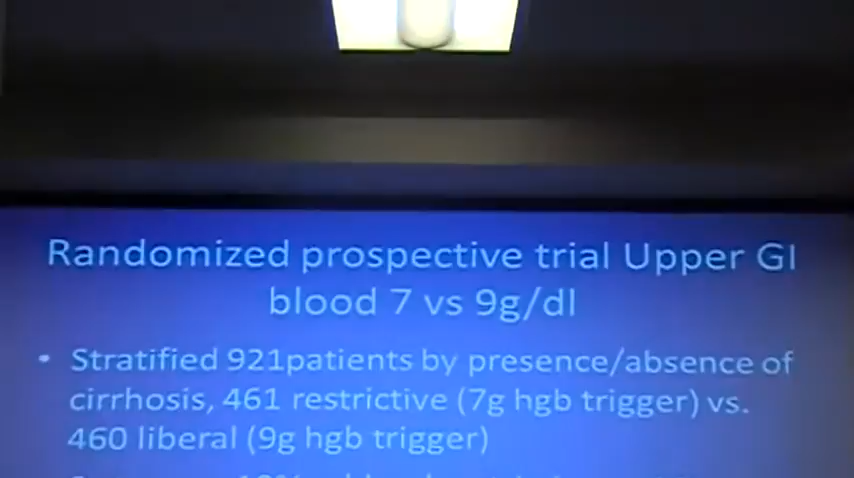 Randomized prospective trial Upper GI
blood 7 vs 9g/dl
• Stratified 921patients by presence/absence of
cirrhosis, 461 restrictive (7g hgb trigger) vs.
460 liberal (9g hgb trigger)